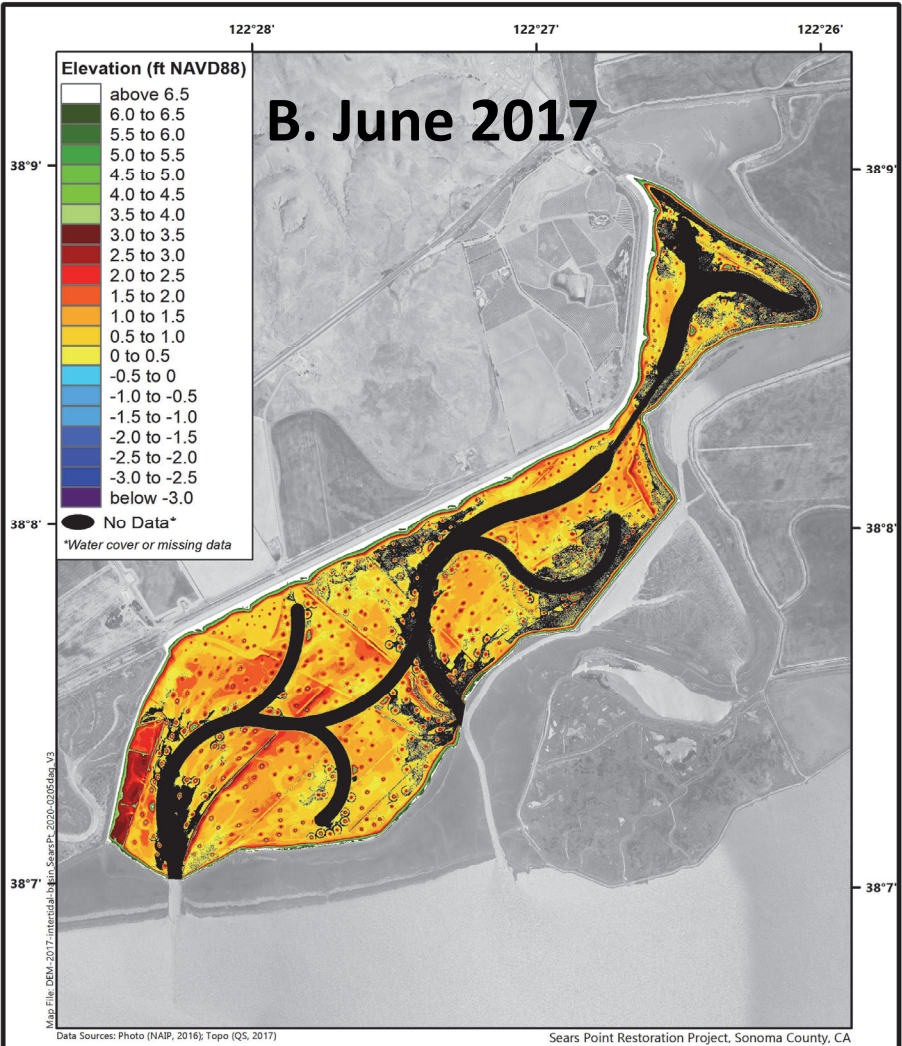 122°28'
122°27'
122°26'
Elevation (ft NAVD88)
above 6.5
6.0 to 6.5
5.5 to 6.0
5.0 to 5.5
4.5 to 5.0
4.0 to 4.5
3.5 to 4.0
3.0 to 3.5
2.5 to 3.0
2.0 to 2.5
1.5 to 2.0
1.0 to 1.5
0.5 to 1.0
0 to 0.5
-0.5 to 0
-1.0 to -0.5
-1.5 to -1.0
-2.0 to -1.5
-2.5 to -2.0
-3.0 to -2.5
below -3.0
No Data*
*Water cover or missing data
B. June 2017
38°9'
38°9'
38°8'
38°8'
38°7'
38°7'
Map File: DEM-2017-intertidal-basin_SearsPt_2020-0205dag_V3
Data Sources: Photo (NAIP, 2016); Topo (QS, 2017)
Sears Point Restoration Project, Sonoma County, CA